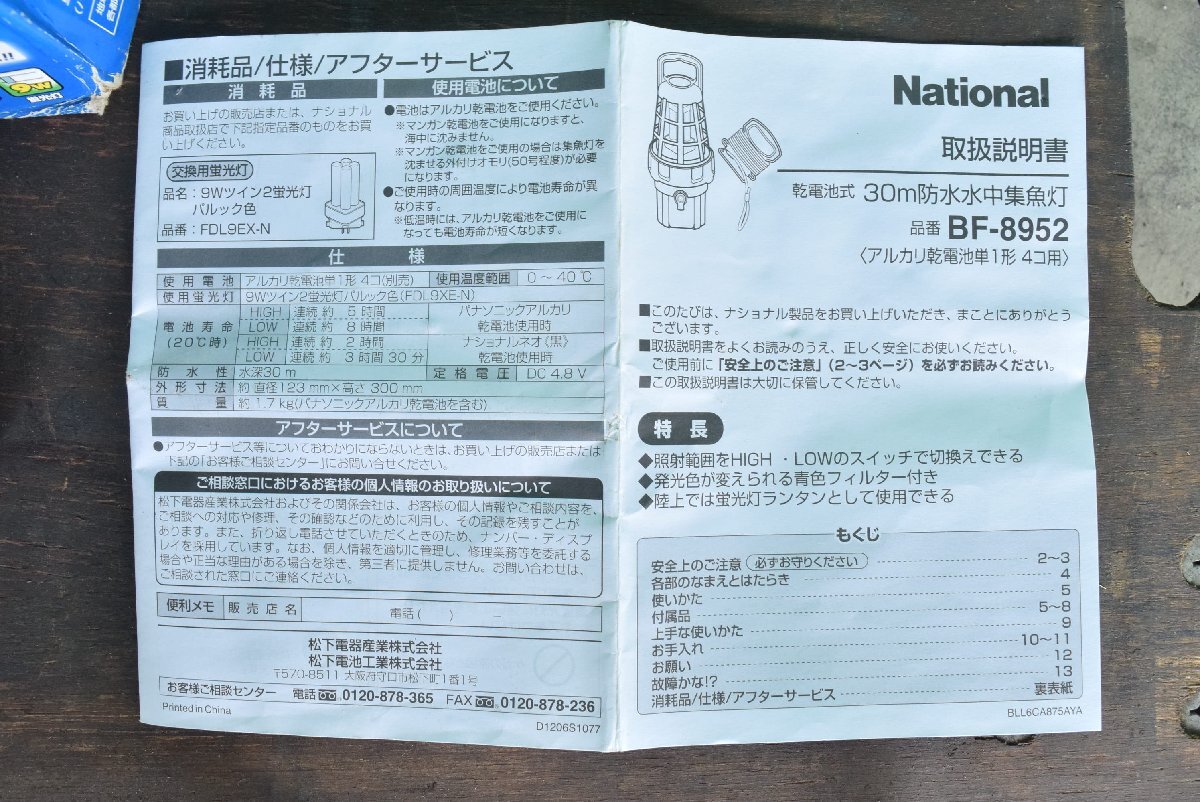 ■消耗品/仕様/アフターサービス
消耗品
お買い上げの販売店または、ナショナル
商品取扱店で下記指定品番のものをお買
い上げください。
交換用蛍光灯
品名：9Wツイン2蛍光灯
パルック色
品番：FDL9EX-N
使用電池について
●電池はアルカリ乾電池をご使用ください。
※マンガン乾電池をご使用になりますと、
海中に沈みません。
※マンガン乾電池をご使用の場合は集魚灯を
沈ませる外付けオモリ(50号程度)が必要
になります。
●ご使用時の周囲温度により電池寿命が異
なります。
※低温時には、アルカリ乾電池をご使用に
なっても電池寿命が短くなります。
仕様
使用電池 アルカリ乾電池単1形 4コ(別売) 使用温度範囲 0～40℃
使用蛍光灯 9Wツイン2蛍光灯パルック色(FDL9XE-N)
電池寿命 (20℃時) HIGH 連続 約 5時間 パナソニックアルカリ
LOW 連続 約 8時間 乾電池使用時
HIGH 連続 約 2時間 ナショナルネオ《黒》
LOW 連続 約 3時間30分 乾電池使用時
防水性 水深30m 定格電圧 DC 4.8V
外形寸法 約 直径123mm×高さ300mm
質量 約1.7kg(パナソニックアルカリ乾電池を含む)
アフターサービスについて
●アフターサービス等についておわかりにならないときは、お買い上げの販売店または
下記の「お客様ご相談センター」にお問い合せください。
ご相談窓口におけるお客様の個人情報のお取り扱いについて
松下電器産業株式会社およびその関係会社は、お客様の個人情報やご相談内容を、
ご相談への対応や修理、その確認などのために利用し、その記録を残すことが
あります。また、折り返し電話させていただくときのため、ナンバー・ディスプ
レイを採用しています。なお、個人情報を適切に管理し、修理業務等を委託する
場合や正当な理由がある場合を除き、第三者に提供しません。お問い合わせは、
ご相談された窓口にご連絡ください。
便利メモ 販売店名 電話( ) －
松下電器産業株式会社
松下電池工業株式会社
〒570-8511 大阪府守口市松下町1番1号
お客様ご相談センター 電話 0120-878-365 FAX 0120-878-236
Printed in China
D1206S1077
National
取扱説明書
乾電池式 30m防水水中集魚灯
品番 BF-8952
〈アルカリ乾電池単1形 4コ用〉
■このたびは、ナショナル製品をお買い上げいただき、まことにありがとう
ございます。
■取扱説明書をよくお読みのうえ、正しく安全にお使いください。
ご使用前に「安全上のご注意」(2～3ページ)を必ずお読みください。
■この取扱説明書は大切に保管してください。
特長
◆照射範囲をHIGH・LOWのスイッチで切換えできる
◆発光色が変えられる青色フィルター付き
◆陸上では蛍光灯ランタンとして使用できる
もくじ
安全上のご注意 必ずお守りください 2～3
各部のなまえとはたらき 4
使いかた 5
付属品 5～8
上手な使いかた 9
お手入れ 10～11
お願い 12
故障かな!? 13
消耗品/仕様/アフターサービス 裏表紙
BLL6CA875AYA